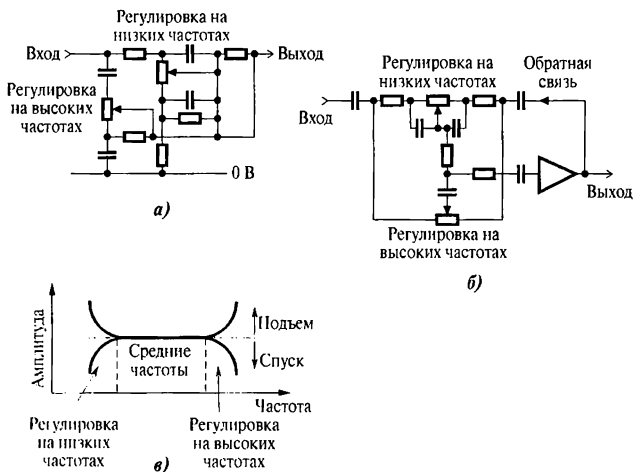 Регулировка на
низких частотах
Вход
Выход
Регулировка
на высоких
частотах
0 В
а)
Регулировка на
низких частотах
Обратная
связь
Вход
Выход
Регулировка на
высоких частотах
б)
Амплитуда
Подъем
Средние
частоты
Спуск
Частота
Регулировка
на низких
частотах
Регулировка
на высоких
частотах
в)